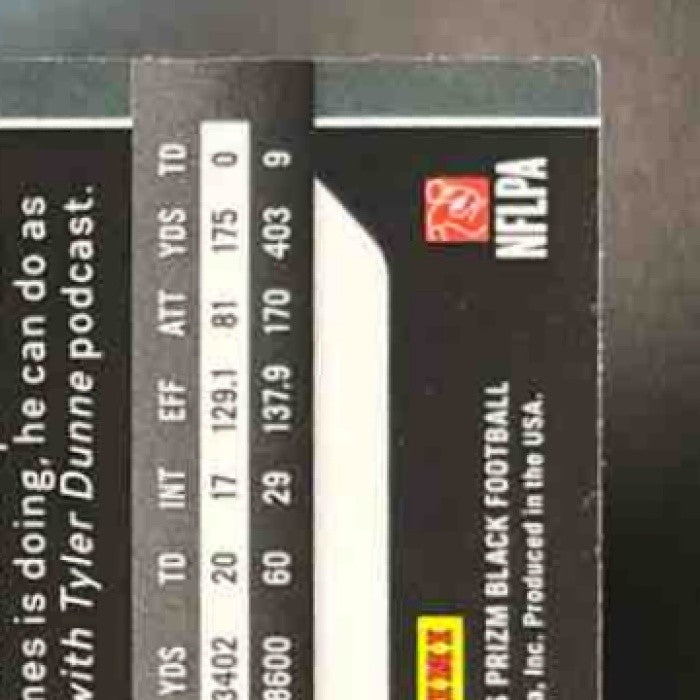 is doing, he can do as
with Tyler Dunne podcast.
YDS TD INT EFF ATT YDS TD
3402 20 17 129.1 81 175 0
8600 60 29 137.9 170 403 9
PRIZM BLACK FOOTBALL
Inc. Produced in the USA.
NFLPA